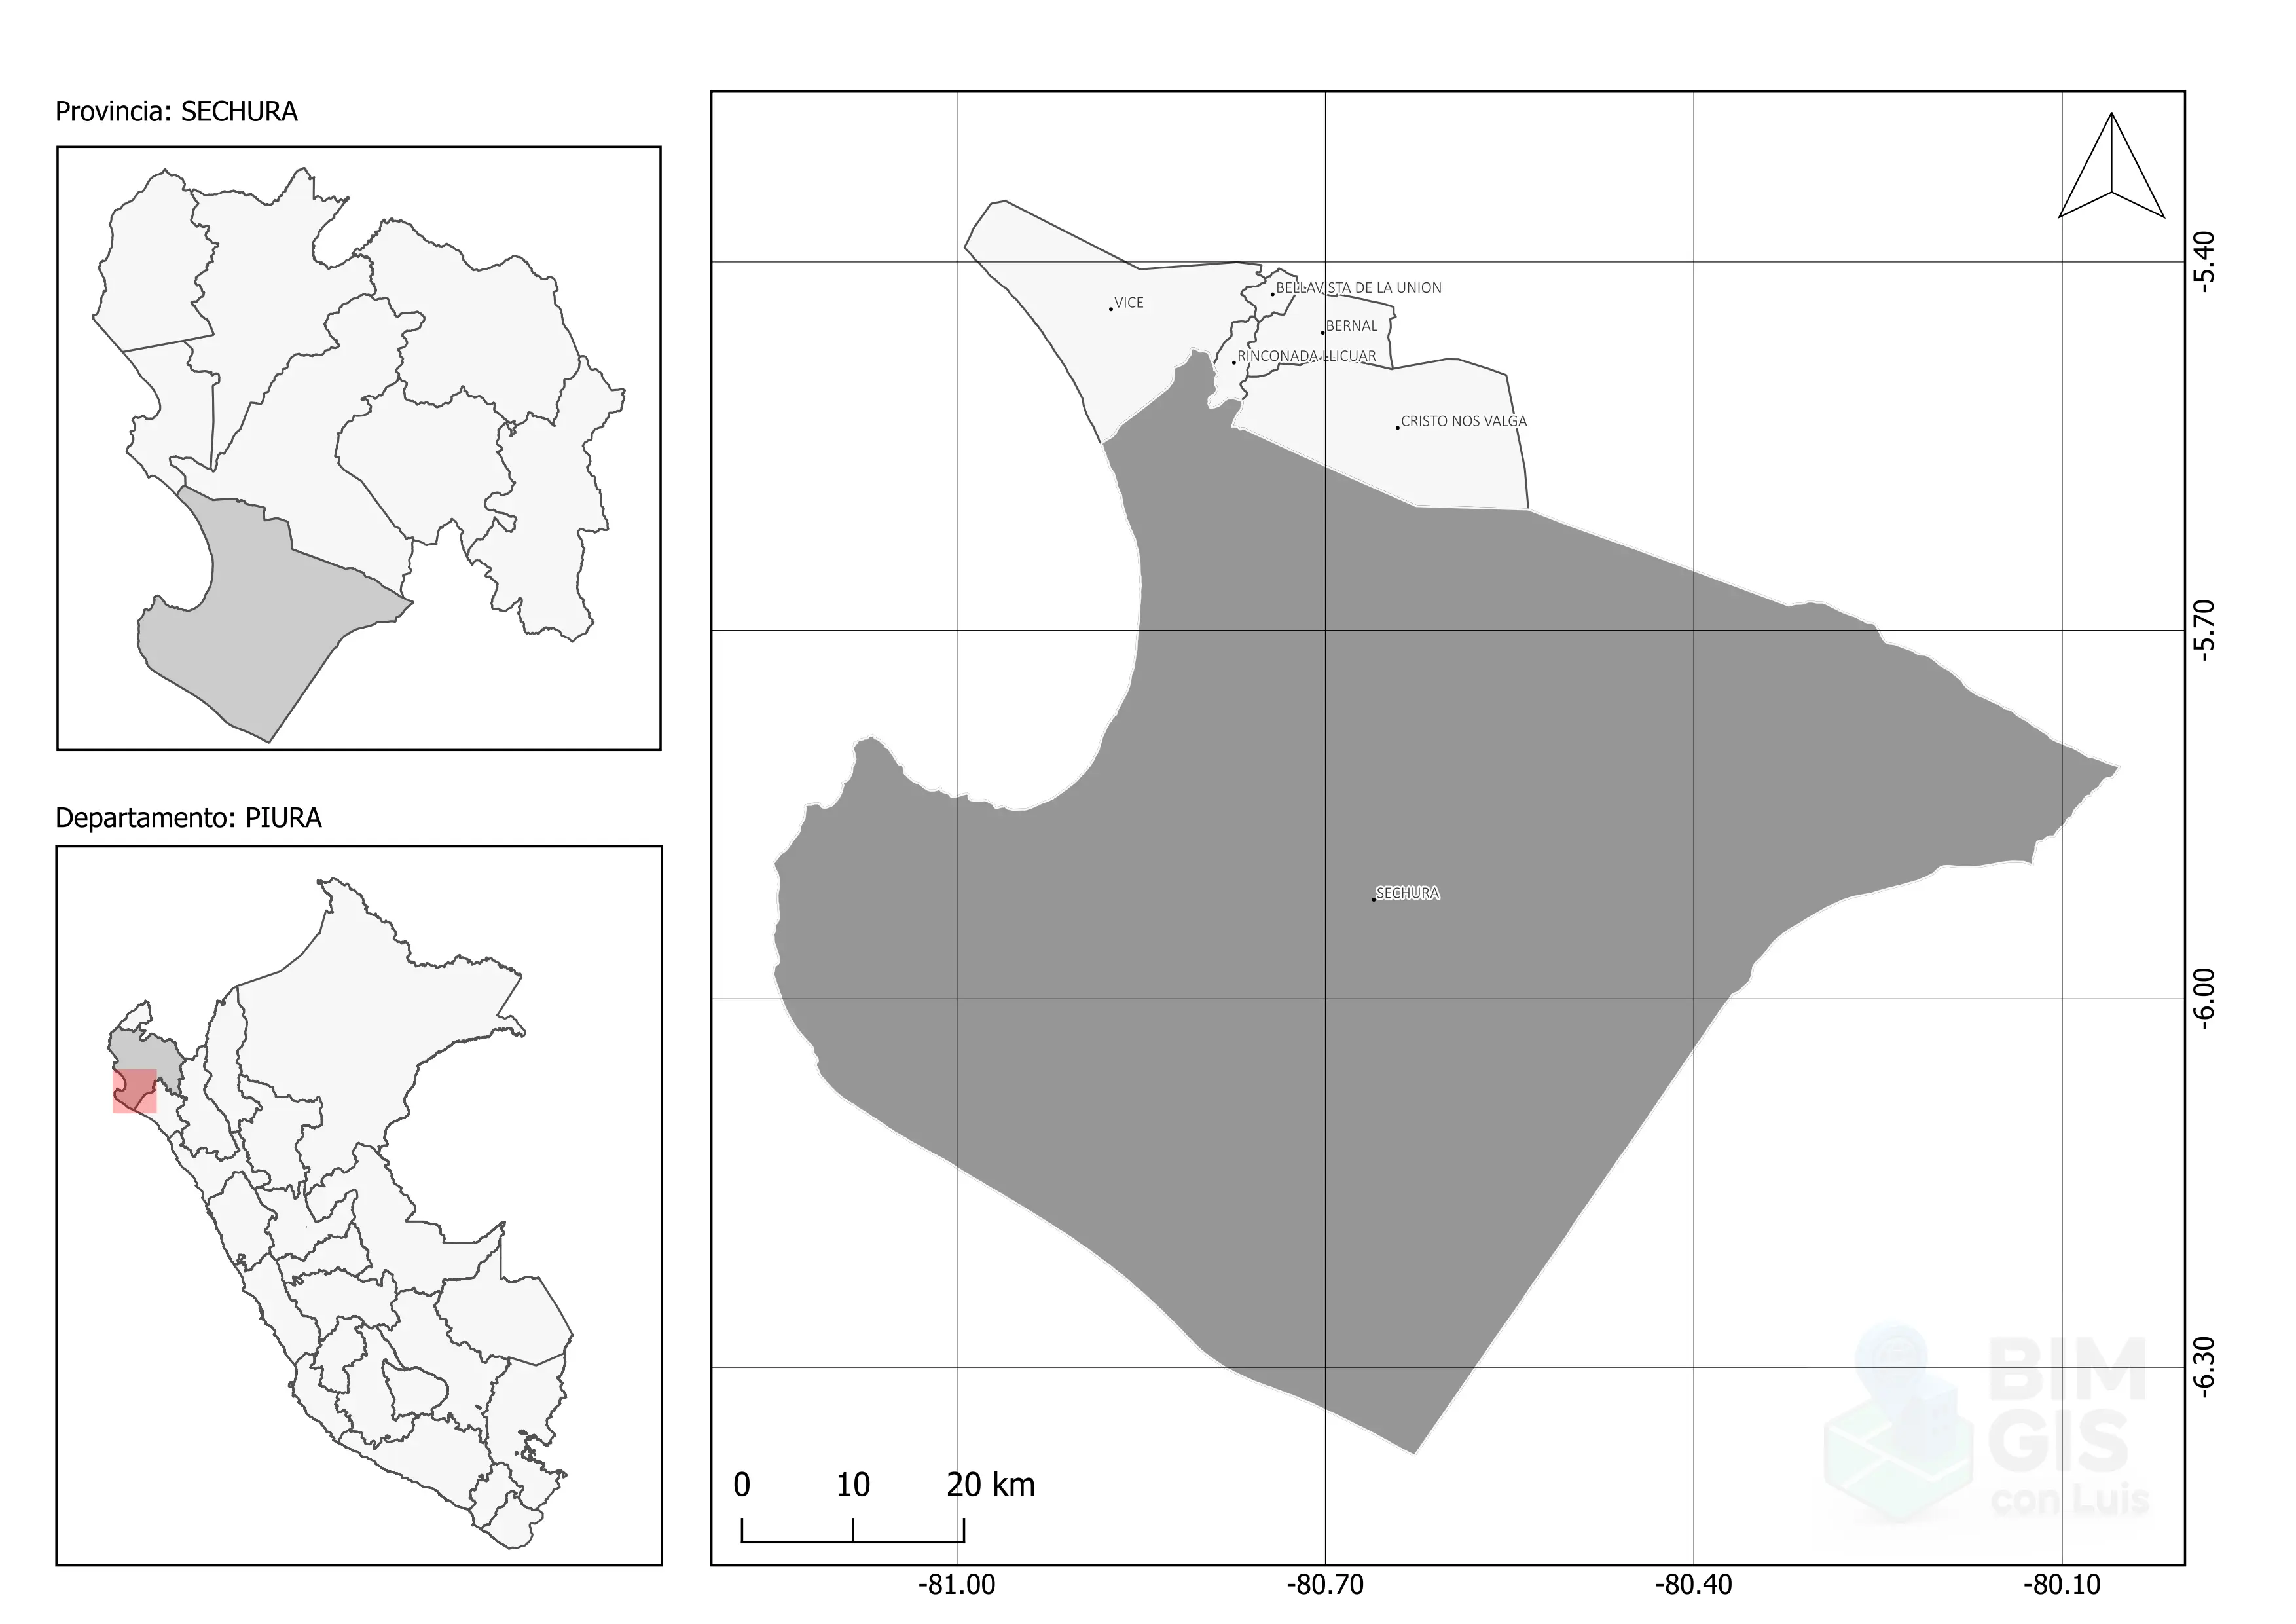 Provincia: SECHURA
Departamento: PIURA
VICE
BELLAVISTA DE LA UNION
BERNAL
RINCONADA LLICUAR
CRISTO NOS VALGA
SECHURA
-5.40
-5.70
-6.00
-6.30
0 10 20 km
-81.00 -80.70 -80.40 -80.10
BIM
GIS
con Luis